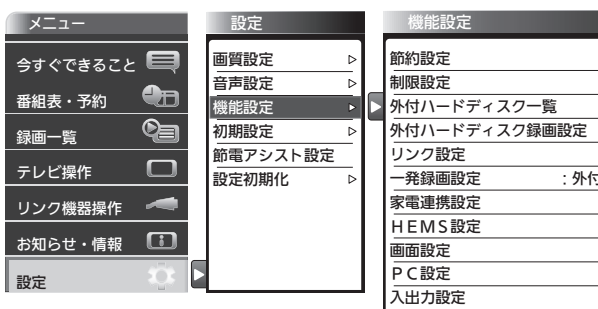 メニュー
今すぐできること
番組表・予約
録画一覧
テレビ操作
リンク機器操作
お知らせ・情報
設定
設定
画質設定
音声設定
機能設定
初期設定
節電アシスト設定
設定初期化
機能設定
節約設定
制限設定
外付ハードディスク一覧
外付ハードディスク録画設定
リンク設定
一発録画設定 : 外付
家電連携設定
HEMS設定
画面設定
PC設定
入出力設定